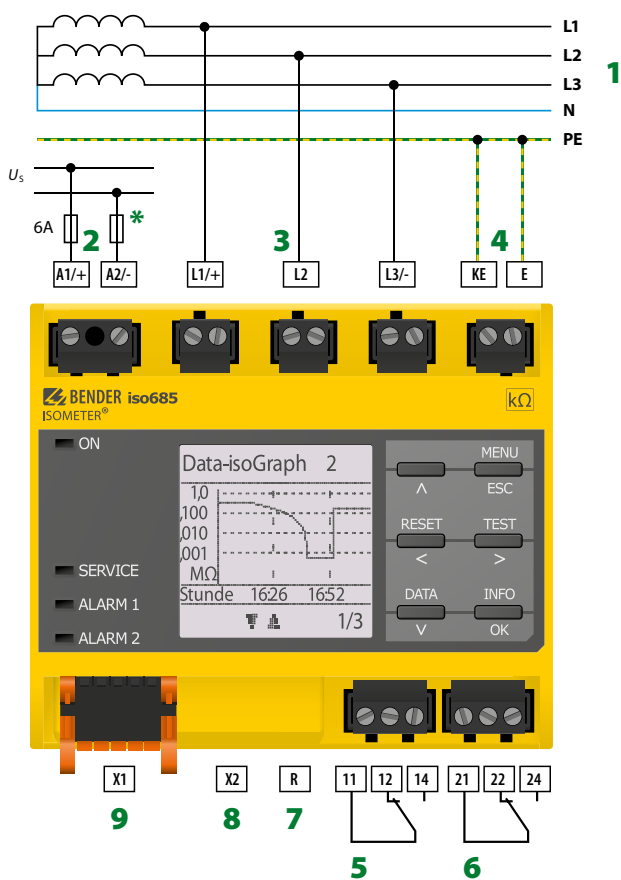 L1
L2
1
L3
N
PE
Us
6A
2
*
3
4
A1/+ A2/- L1/+ L2 L3/- KE E
BENDER iso685
ISOMETER®
kΩ
ON
MENU
Data-isoGraph 2
ESC
1,0
,100
RESET TEST
,010
,001
SERVICE
MΩ
Stunde 16:26 16:52
DATA INFO
ALARM 1
1/3
OK
ALARM 2
X1 X2 R 11 12 14 21 22 24
9 8 7
5 6